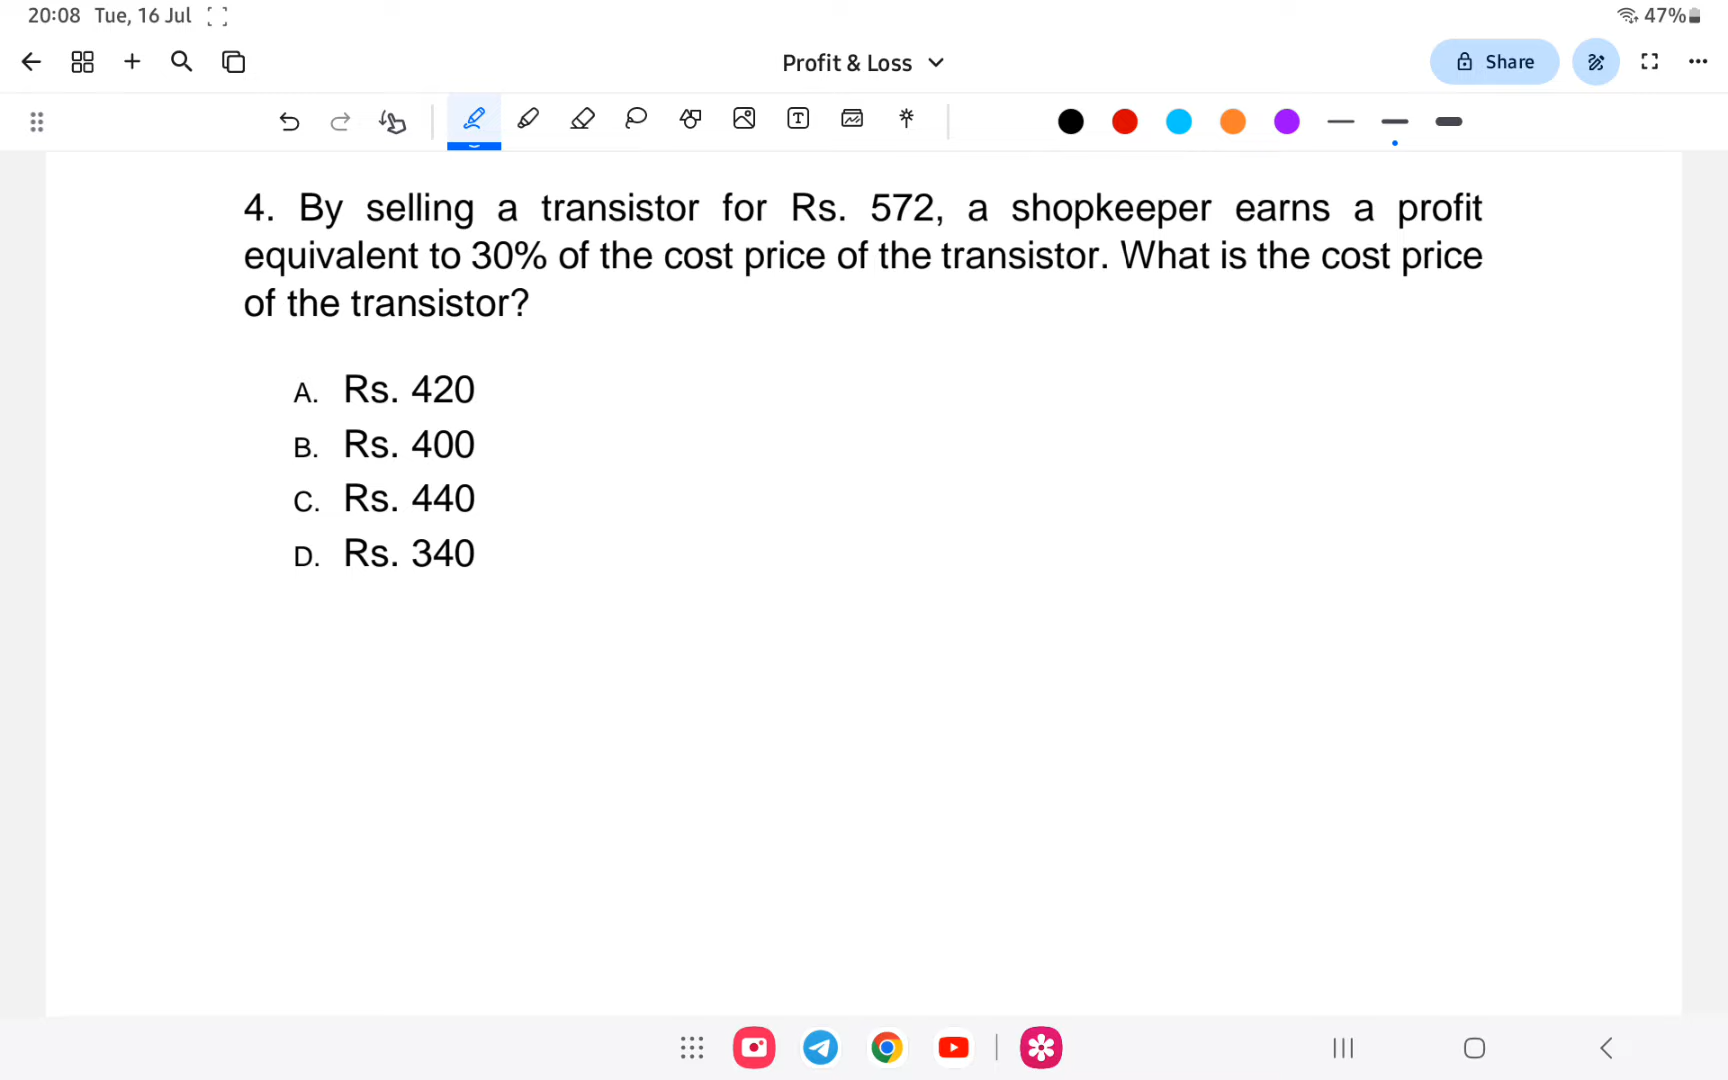 20:08 Tue, 16 Jul
47%
Profit & Loss
Share
4. By selling a transistor for Rs. 572, a shopkeeper earns a profit
equivalent to 30% of the cost price of the transistor. What is the cost price
of the transistor?
A. Rs. 420
B. Rs. 400
C. Rs. 440
D. Rs. 340